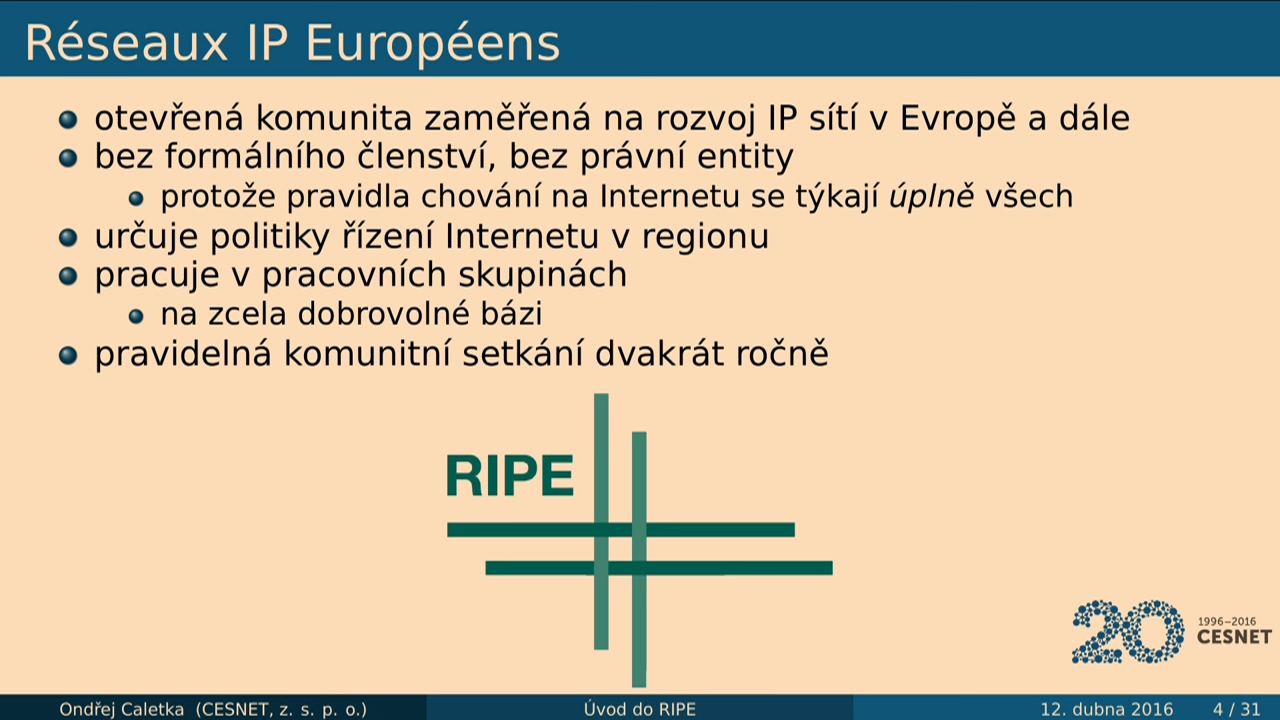 Réseaux IP Européens
otevřená komunita zaměřená na rozvoj IP sítí v Evropě a dále
bez formálního členství, bez právní entity
protože pravidla chování na Internetu se týkají úplně všech
určuje politiky řízení Internetu v regionu
pracuje v pracovních skupinách
na zcela dobrovolné bázi
pravidelná komunitní setkání dvakrát ročně
RIPE
20
1996–2016
CESNET
Ondřej Caletka (CESNET, z. s. p. o.) Úvod do RIPE 12. dubna 2016 4 / 31